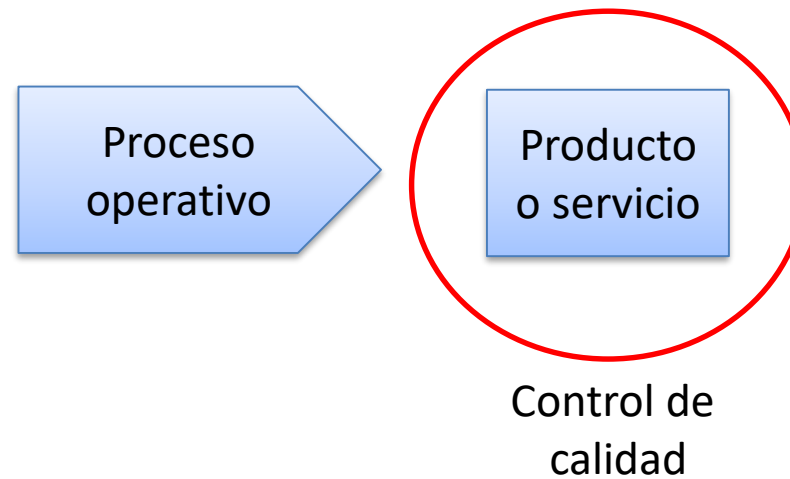 Proceso
operativo
Producto
o servicio
Control de
calidad